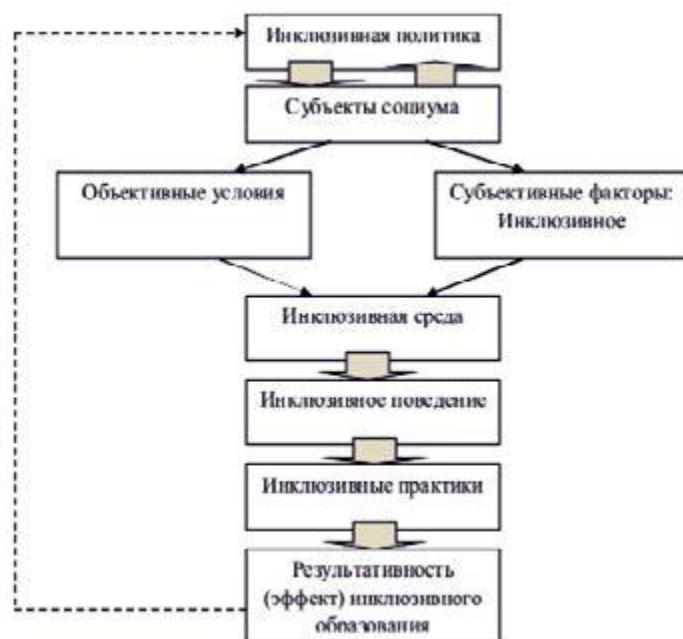 Инклюзивная политика
Субъекты социума
Объективные условия
Субъективные факторы:
Инклюзивное
Инклюзивная среда
Инклюзивное поведение
Инклюзивные практики
Результативность
(эффект) инклюзивного
образования